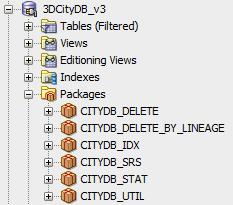 3DCityDB_v3
Tables (Filtered)
Views
Editioning Views
Indexes
Packages
CITYDB_DELETE
CITYDB_DELETE_BY_LINEAGE
CITYDB_IDX
CITYDB_SRS
CITYDB_STAT
CITYDB_UTIL